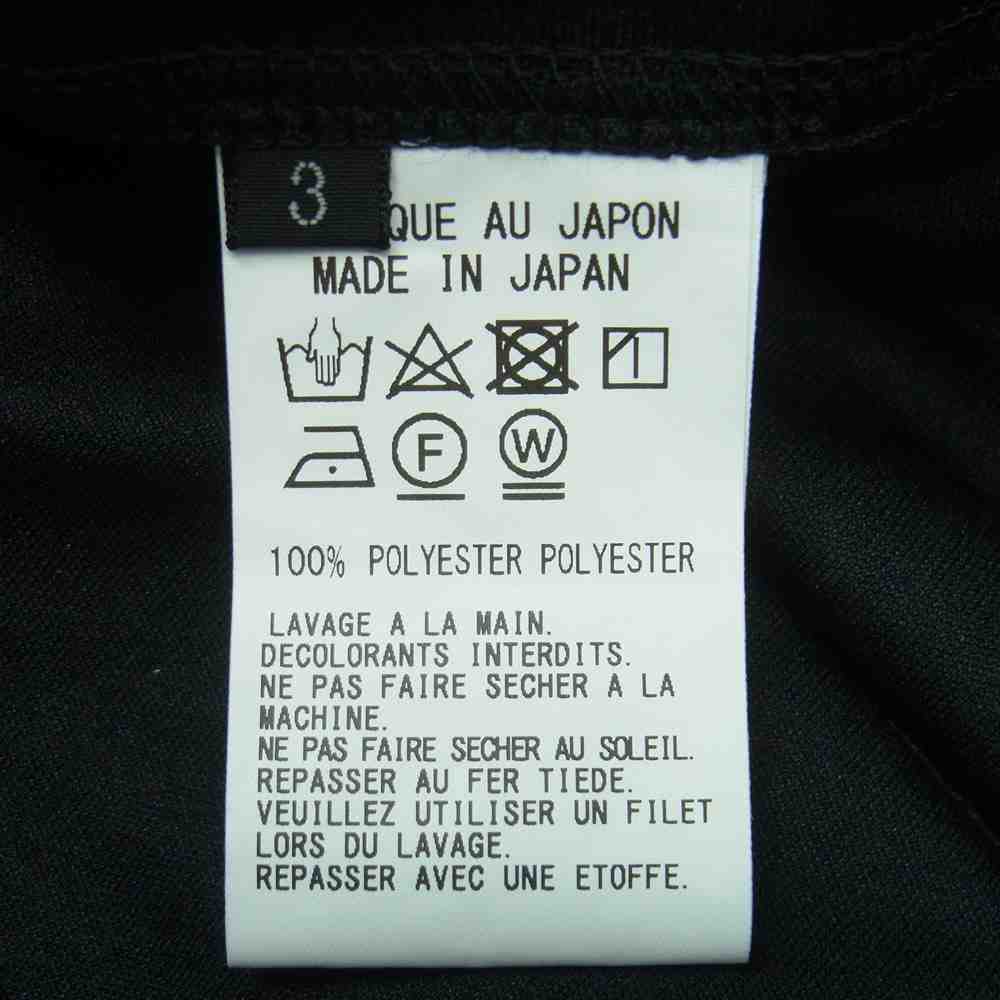 3
QUE AU JAPON
MADE IN JAPAN
F W
100% POLYESTER POLYESTER
LAVAGE A LA MAIN.
DECOLORANTS INTERDITS.
NE PAS FAIRE SECHER A LA
MACHINE.
NE PAS FAIRE SECHER AU SOLEIL.
REPASSER AU FER TIEDE.
VEUILLEZ UTILISER UN FILET
LORS DU LAVAGE.
REPASSER AVEC UNE ETOFFE.